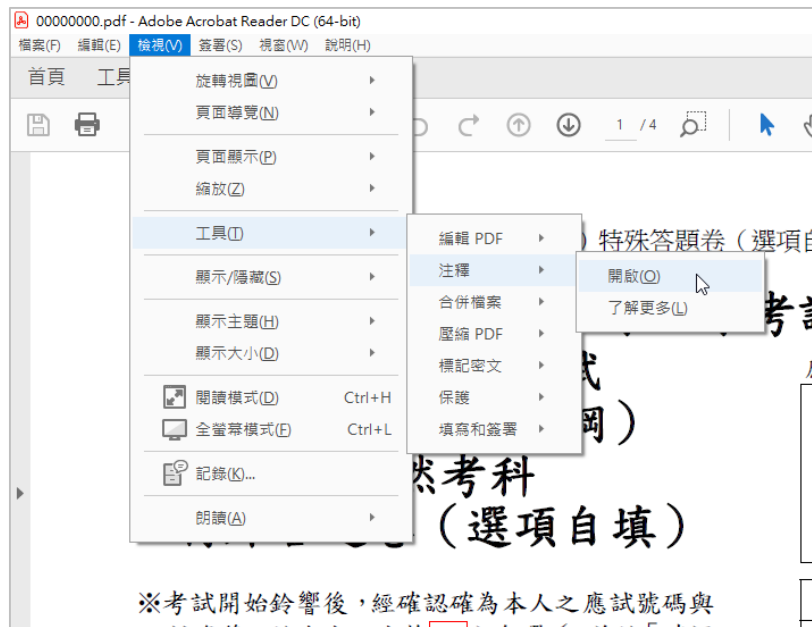 00000000.pdf - Adobe Acrobat Reader DC (64-bit)
檔案(F) 編輯(E) 檢視(V) 簽署(S) 視窗(W) 說明(H)
首頁 工具
旋轉視圖(V)
頁面導覽(N)
1 / 4
頁面顯示(P)
縮放(Z)
工具(T)
編輯 PDF
) 特殊答題卷（選項自
注釋
開啟(O)
顯示/隱藏(S)
合併檔案
了解更多(L)
考
顯示主題(H)
壓縮 PDF
顯示大小(D)
標記密文
試
閱讀模式(D) Ctrl+H
保護
全螢幕模式(F) Ctrl+L
填寫和簽署
綱）
記錄(K)...
然考科
朗讀(A)
（選項自填）
※考試開始鈴響後，經確認確為本人之應試號碼與